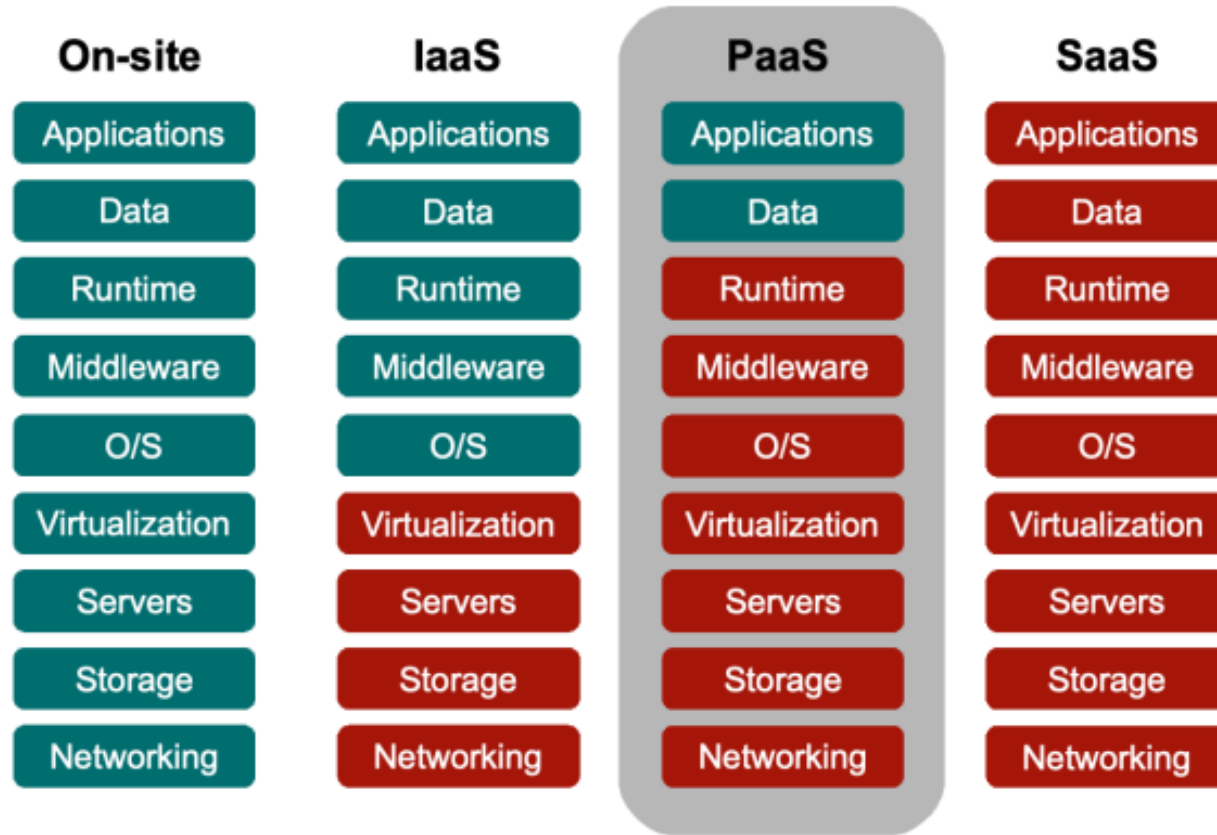 On-site
IaaS
PaaS
SaaS
Applications
Applications
Applications
Applications
Data
Data
Data
Data
Runtime
Runtime
Runtime
Runtime
Middleware
Middleware
Middleware
Middleware
O/S
O/S
O/S
O/S
Virtualization
Virtualization
Virtualization
Virtualization
Servers
Servers
Servers
Servers
Storage
Storage
Storage
Storage
Networking
Networking
Networking
Networking